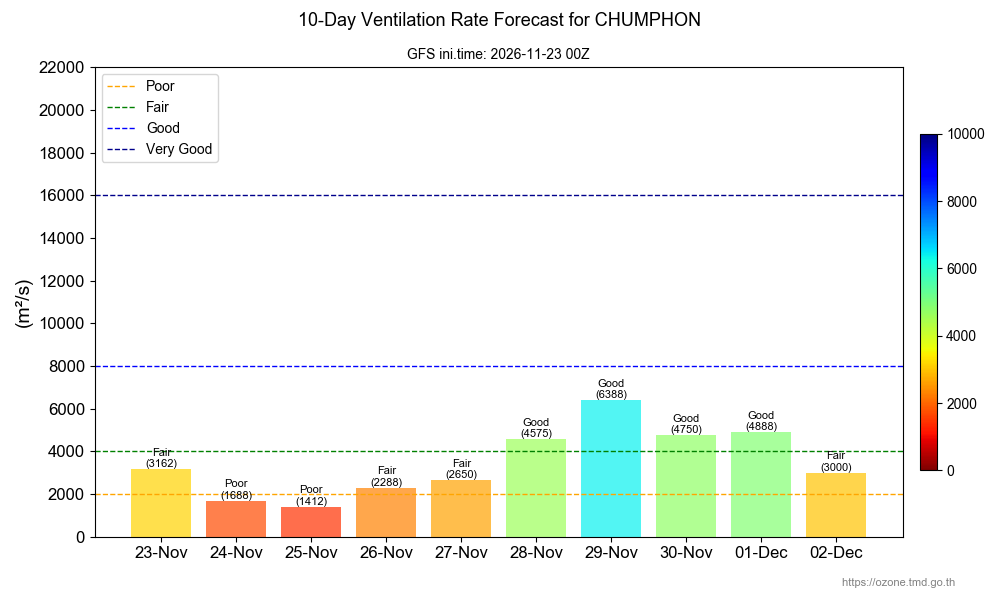 10-Day Ventilation Rate Forecast for CHUMPHON
GFS ini.time: 2026-11-23 00Z
(m²/s)
22000
20000
18000
16000
14000
12000
10000
8000
6000
4000
2000
0
Poor
Fair
Good
Very Good
Fair
(3162)
Poor
(1688)
Poor
(1412)
Fair
(2288)
Fair
(2650)
Good
(4575)
Good
(6388)
Good
(4750)
Good
(4888)
Fair
(3000)
23-Nov
24-Nov
25-Nov
26-Nov
27-Nov
28-Nov
29-Nov
30-Nov
01-Dec
02-Dec
10000
8000
6000
4000
2000
0
https://ozone.tmd.go.th